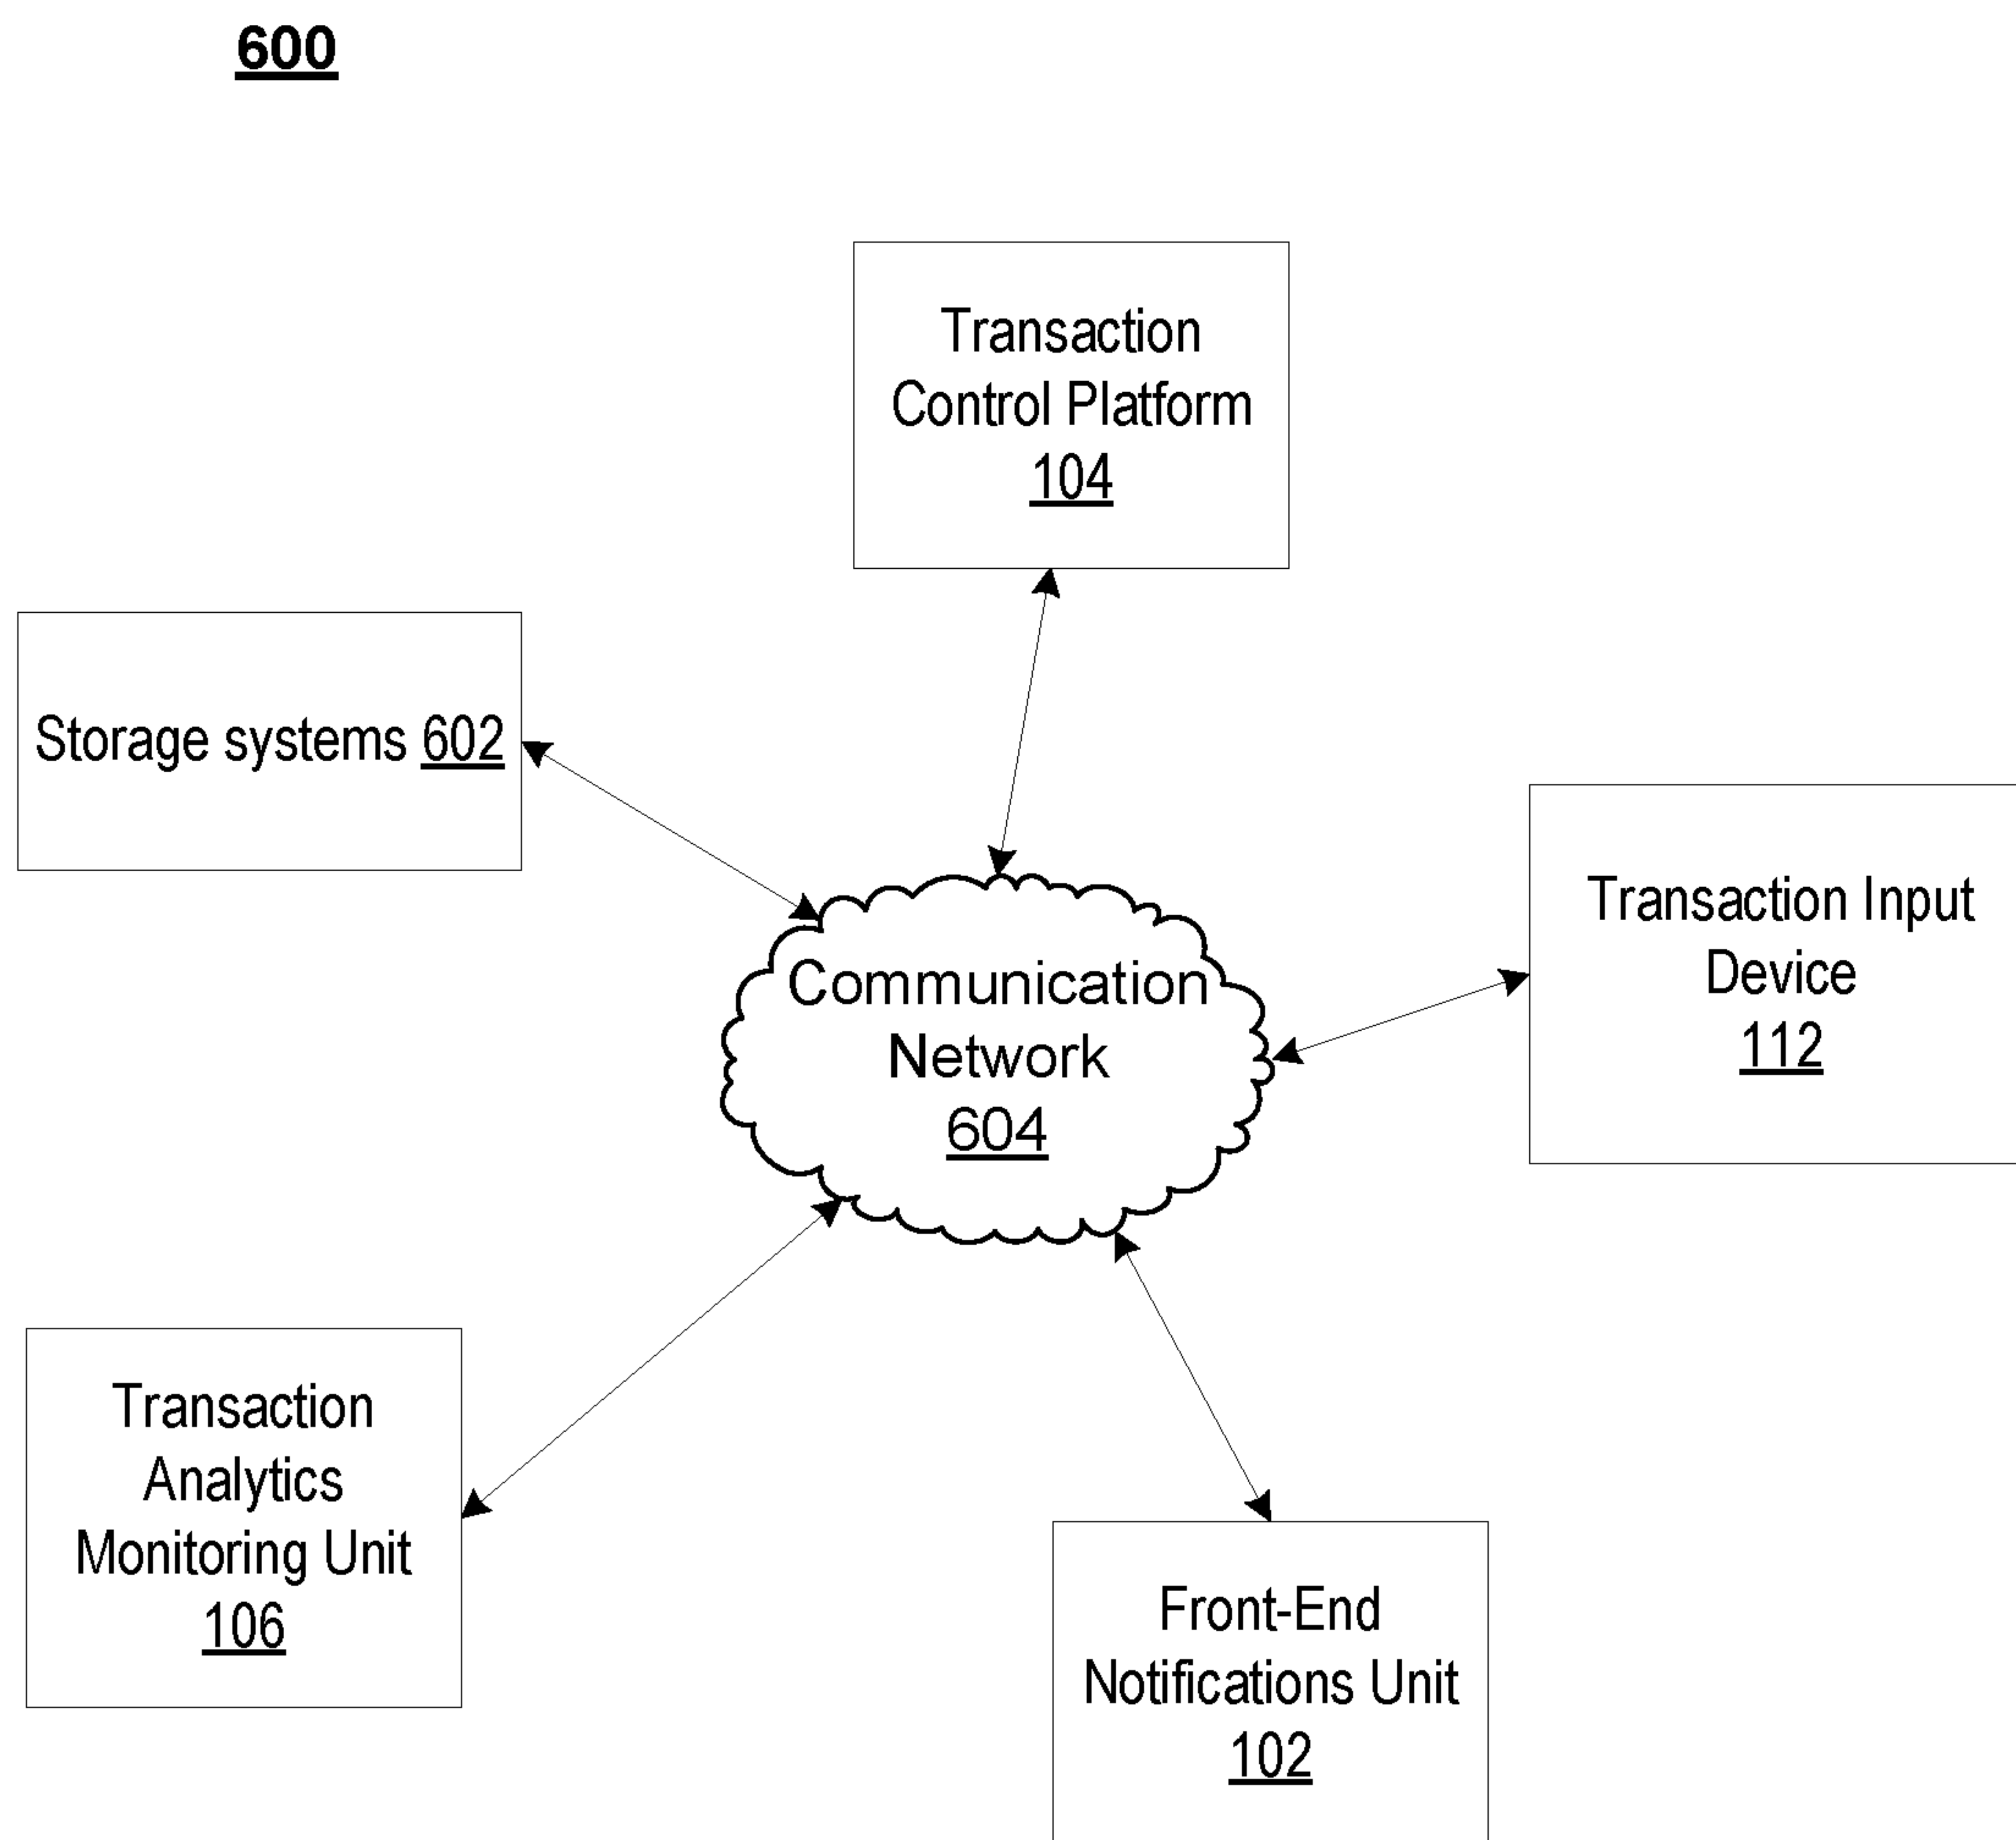 600
Transaction
Control Platform
104
Storage systems 602
Transaction Input
Device
112
Communication
Network
604
Transaction
Analytics
Monitoring Unit
106
Front-End
Notifications Unit
102